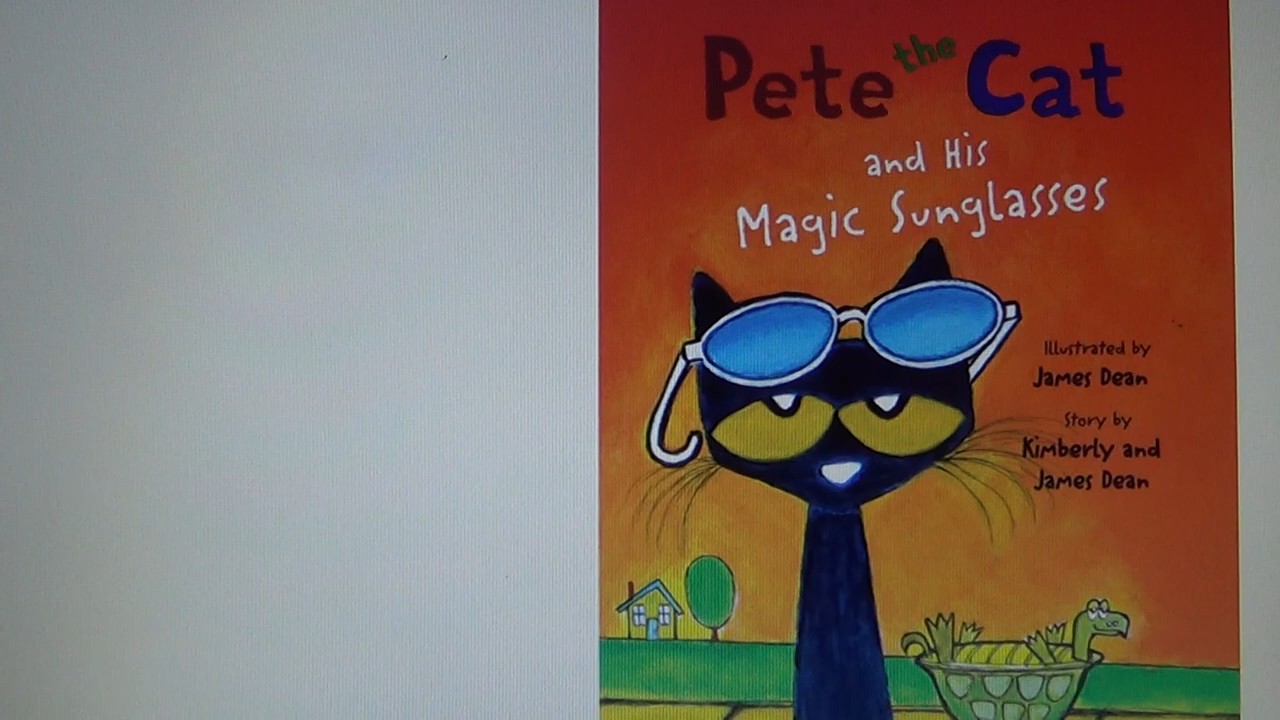 Pete the Cat
and His
Magic Sunglasses
Illustrated by
James Dean
Story by
Kimberly and
James Dean